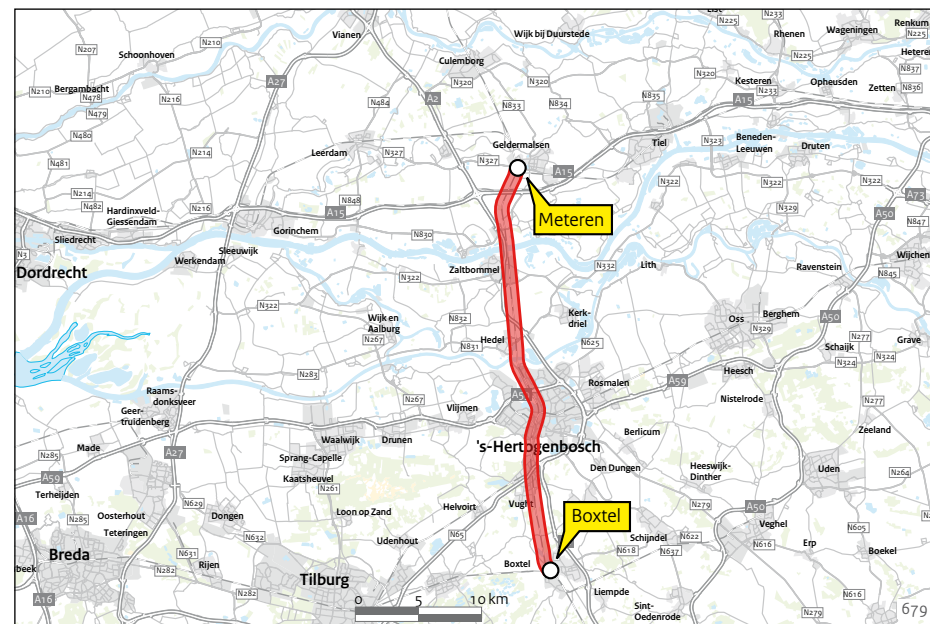 N207
Schoonhoven
N210
N210
Bergambacht
N478
N479
N216
N480
N214
N481
N214
N482
N216
Hardinxveld-
Giessendam
Sliedrecht
N3
Dordrecht
Werkendam
Sleeuwijk
Gorinchem
A27
Vianen
A2
N484
Leerdam
N327
N848
A15
N830
Culemborg
N320
N320
Wijk bij Duurstede
N833
N834
Geldermalsen
N327
A15
Meteren
N225
N233
Rhenen
Wageningen
Renkum
N225
N225
Heteren
N837
N836
N320
Kesteren
N233
Opheusden
Zetten
A15
N835
Tiel
N323
Beneden-
Leeuwen
Druten
N322
N322
N322
N329
A73
A50
N847
Wijchen
N845
Ravenstein
Lith
N332
Zaltbommel
N322
N322
Wijk en
Aalburg
N267
N832
N831
Hedel
Kerk-
driel
N625
Oss
Berghem
N329
A50
N277
Schaijk
N324
N324
Grave
Heesch
Nistelrode
N277
Zeeland
N283
N267
Raams-
donksveer
Geer-
truidenberg
Made
N285
A59
A27
Terheijden
A16
N285
Oosterhout
Teteringen
Breda
A16
N629
Dongen
N632
N631
Rijen
N282
N282
Waalwijk
Drunen
Sprang-Capelle
Kaatsheuvel
N261
Loon op Zand
Udenhout
Tilburg
Vlijmen
Helvoirt
N65
Rosmalen
A59
's-Hertogenbosch
Berlicum
Den Dungen
Heeswijk-
Dinther
Uden
N264
N279
A50
Veghel
N616
N605
Erp
Boekel
Vught
Boxtel
Boxtel
Schijndel
N622
N618
N637
Liempde
Sint-
Oedenrode
N279
N616
0 5 10 km
679